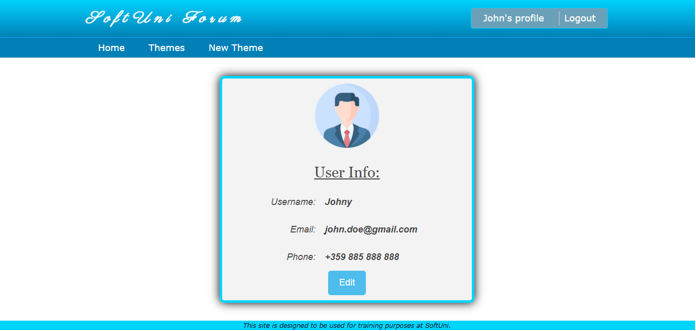 SoftUni Forum
John's profile | Logout
Home Themes New Theme
User Info:
Username: Johny
Email: john.doe@gmail.com
Phone: +359 885 888 888
Edit
This site is designed to be used for training purposes at SoftUni.